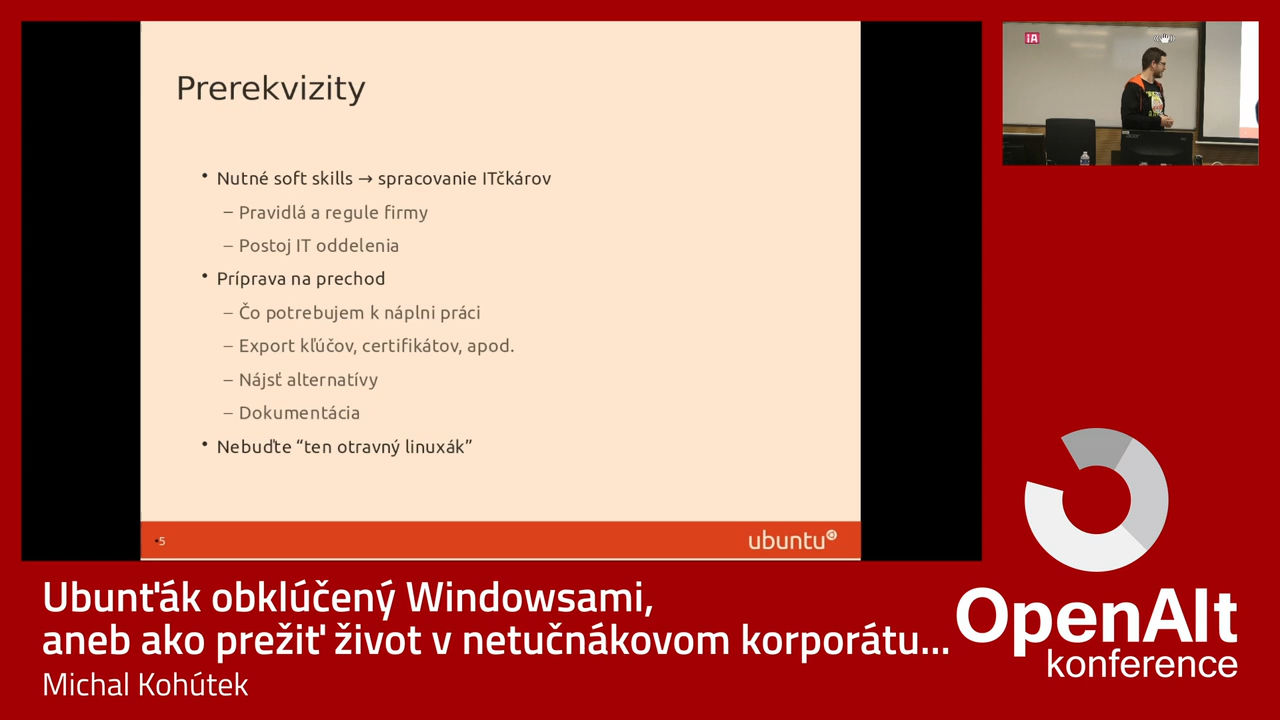 Prerekvizity
• Nutné soft skills → spracovanie ITčkárov
– Pravidlá a regule firmy
– Postoj IT oddelenia
• Príprava na prechod
– Čo potrebujem k náplni práci
– Export kľúčov, certifikátov, apod.
– Nájsť alternatívy
– Dokumentácia
• Nebuďte “ten otravný linuxák”
•5
ubuntu
iA
Ubunťák obklúčený Windowsami,
aneb ako prežiť život v netučnákovom korporátu...
Michal Kohútek
OpenAlt
konference